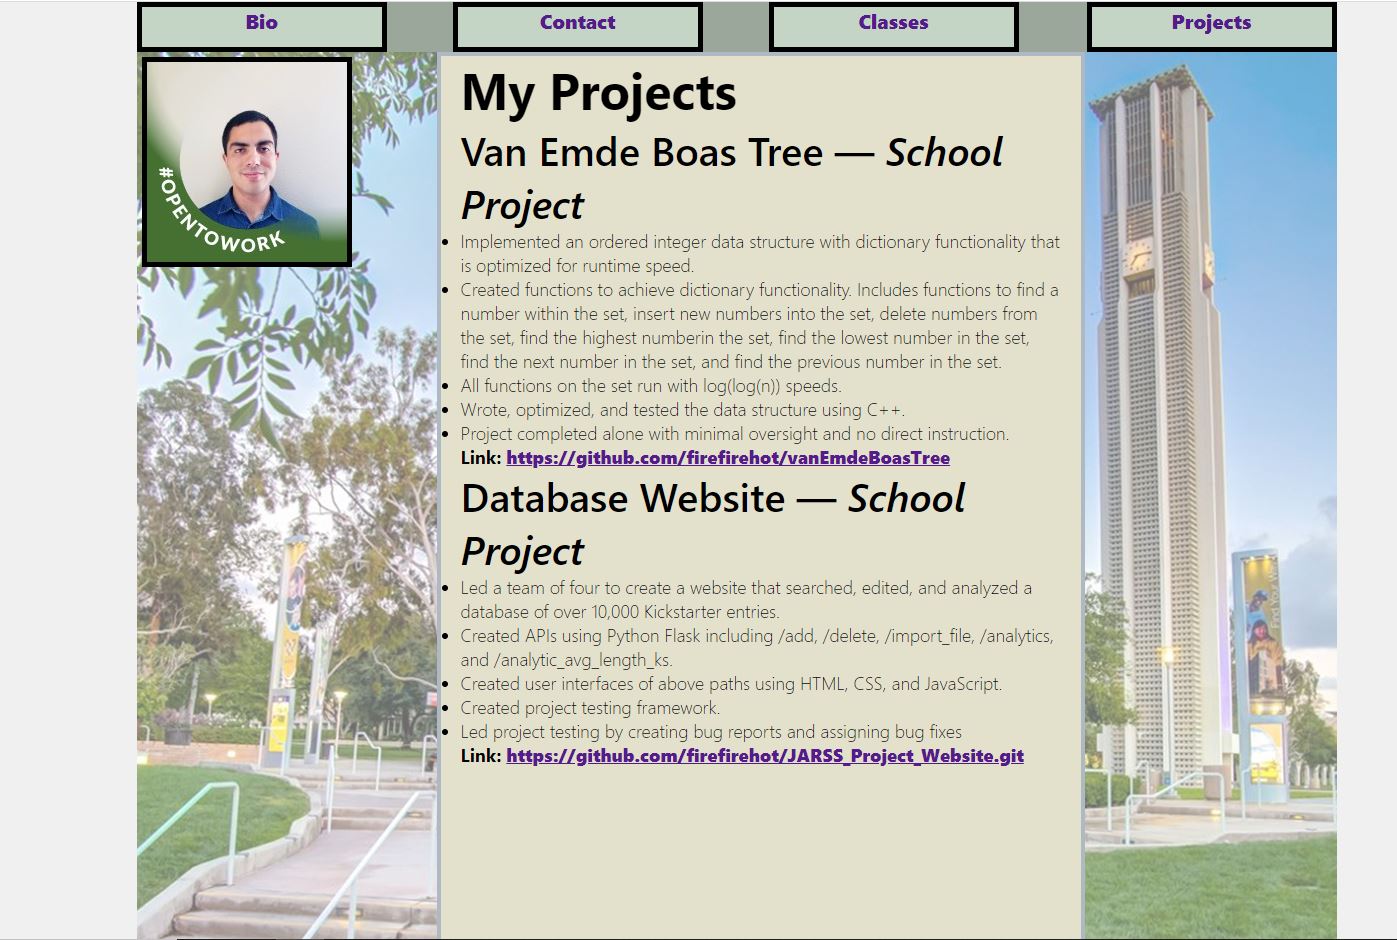 Bio
Contact
Classes
Projects
#OPENTOWORK
My Projects
Van Emde Boas Tree — School
Project
Implemented an ordered integer data structure with dictionary functionality that
is optimized for runtime speed.
Created functions to achieve dictionary functionality. Includes functions to find a
number within the set, insert new numbers into the set, delete numbers from
the set, find the highest numberin the set, find the lowest number in the set,
find the next number in the set, and find the previous number in the set.
All functions on the set run with log(log(n)) speeds.
Wrote, optimized, and tested the data structure using C++.
Project completed alone with minimal oversight and no direct instruction.
Link: https://github.com/firefirehot/vanEmdeBoasTree
Database Website — School
Project
Led a team of four to create a website that searched, edited, and analyzed a
database of over 10,000 Kickstarter entries.
Created APIs using Python Flask including /add, /delete, /import_file, /analytics,
and /analytic_avg_length_ks.
Created user interfaces of above paths using HTML, CSS, and JavaScript.
Created project testing framework.
Led project testing by creating bug reports and assigning bug fixes
Link: https://github.com/firefirehot/JARSS_Project_Website.git